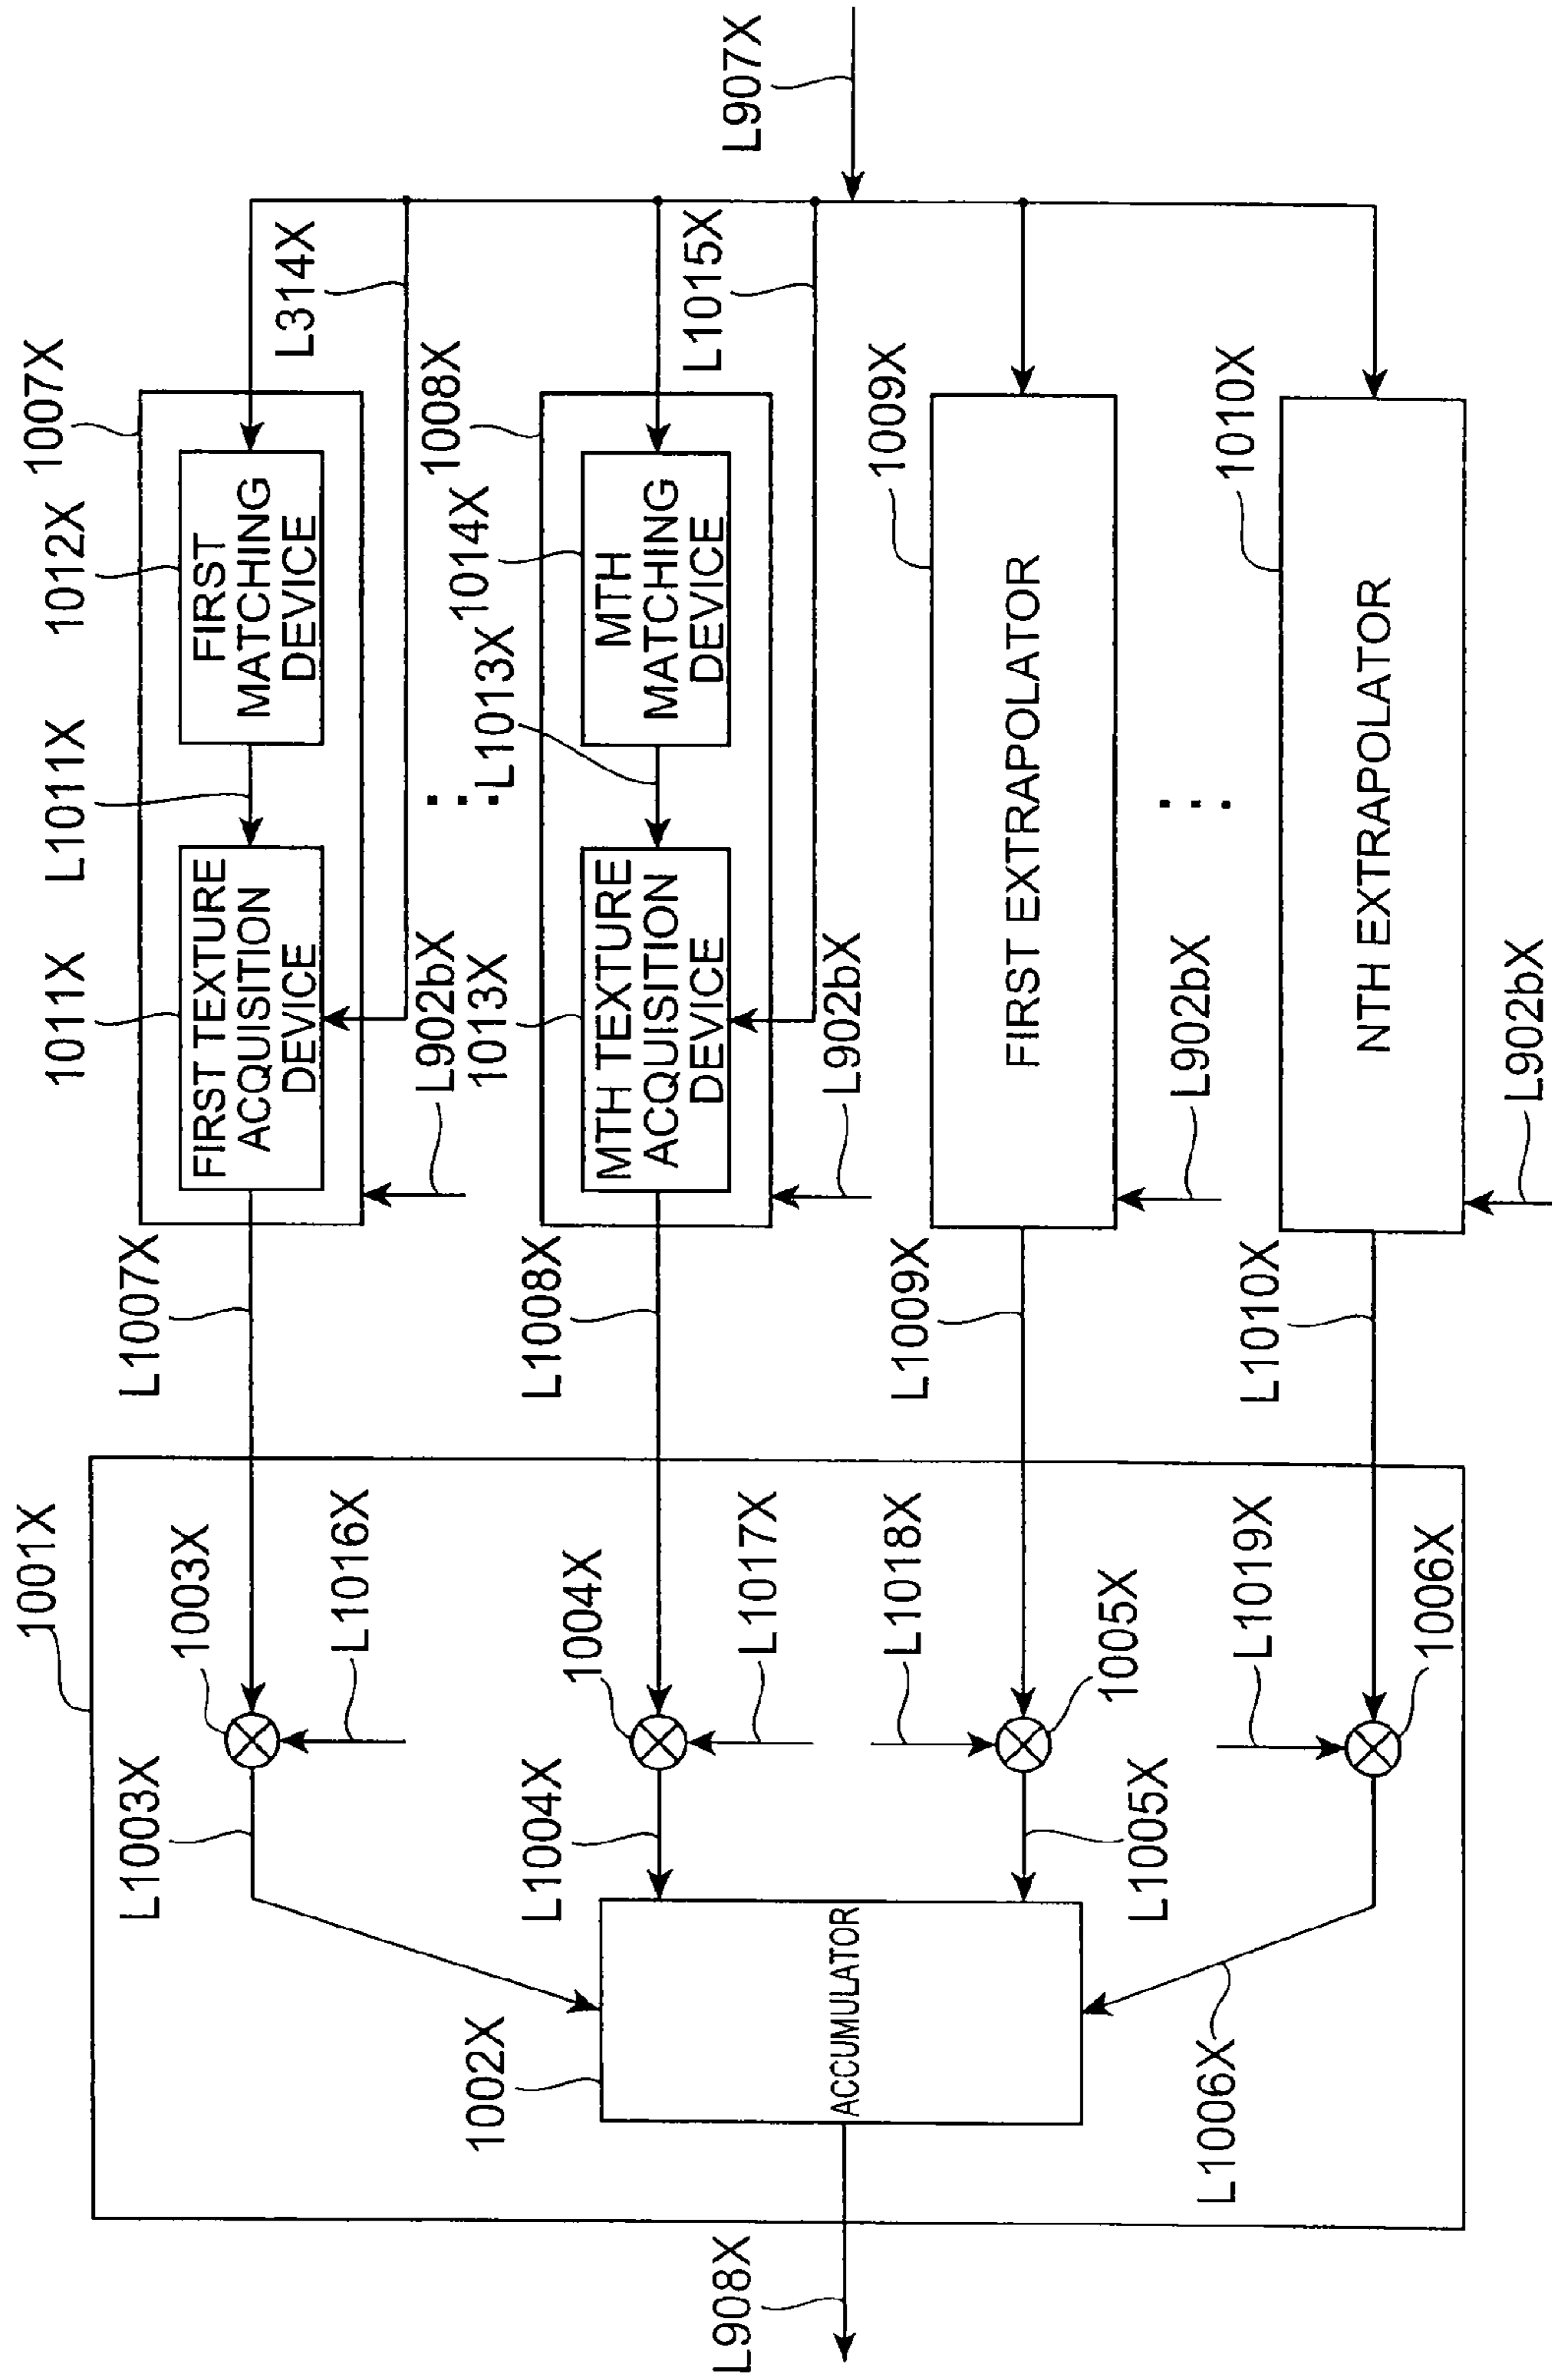 1001X
1003X
L1003X
L1016X
1004X
L1004X
L1017X
L1018X
1005X
L1005X
L1019X
1006X
L1006X
1002X
ACCUMULATOR
L908X
L1007X
L1008X
L1009X
L1010X
1007X
1011X
FIRST TEXTURE
ACQUISITION
DEVICE
L1011X
1012X
FIRST
MATCHING
DEVICE
L314X
L902bX
1008X
1013X
MTH TEXTURE
ACQUISITION
DEVICE
L1013X
1014X
MTH
MATCHING
DEVICE
L1015X
L902bX
1009X
FIRST EXTRAPOLATOR
L902bX
1010X
NTH EXTRAPOLATOR
L902bX
L907X